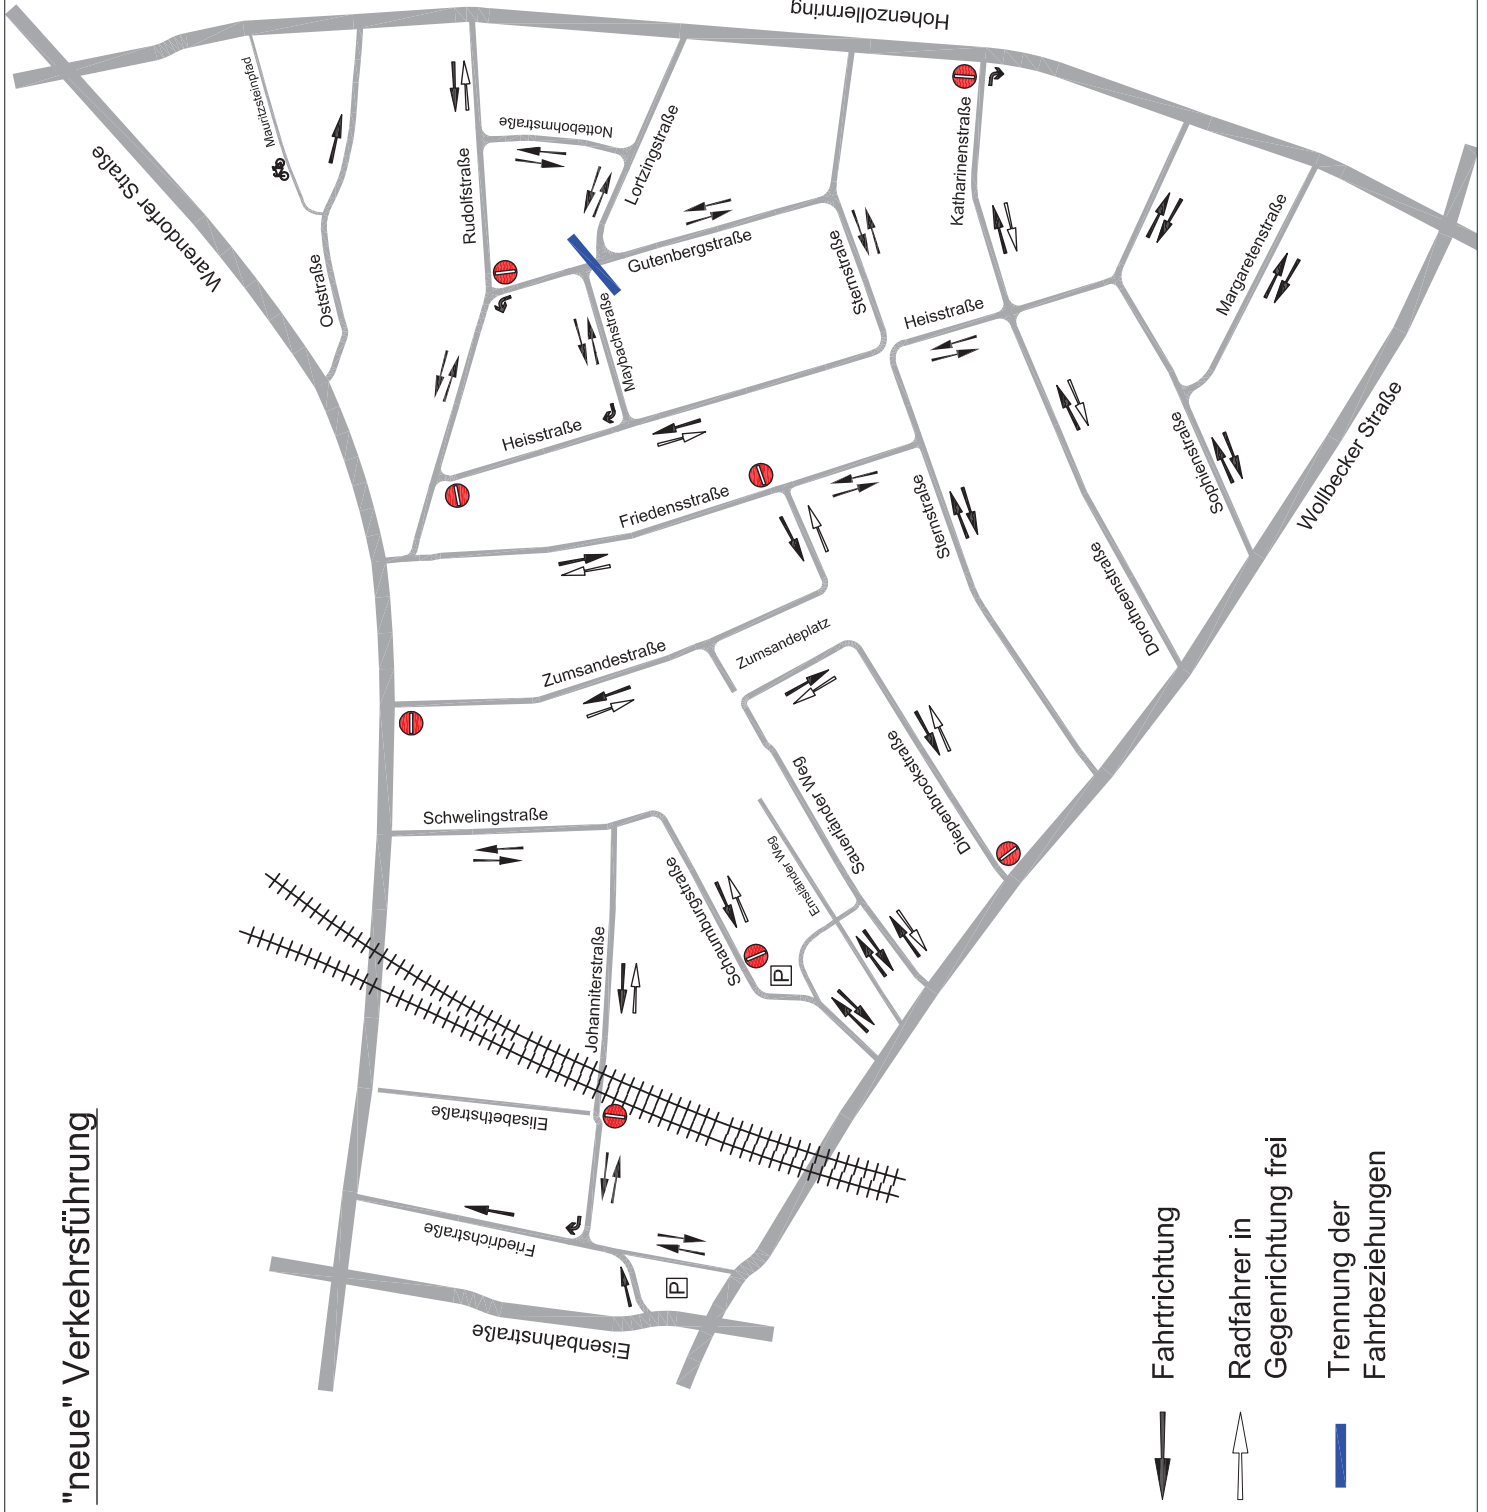 "neue" Verkehrsführung
Hohenzollernring
Warendorfer Straße
Mauritzsteinpfad
Oststraße
Rudolfstraße
Nottebohmstraße
Lortzingstraße
Gutenbergstraße
Maybachstraße
Sternstraße
Katharinenstraße
Heisstraße
Margaretenstraße
Heisstraße
Friedensstraße
Sternstraße
Sophienstraße
Dorotheenstraße
Wollbecker Straße
Zumsandestraße
Zumsandeplatz
Diepenbrockstraße
Sauerländer Weg
Emsländer Weg
Schwelingstraße
Schaumburgstraße
P
Johanniterstraße
Elisabethstraße
Friedrichstraße
P
Eisenbahnstraße
Fahrtrichtung
Radfahrer in
Gegenrichtung frei
Trennung der
Fahrbeziehungen